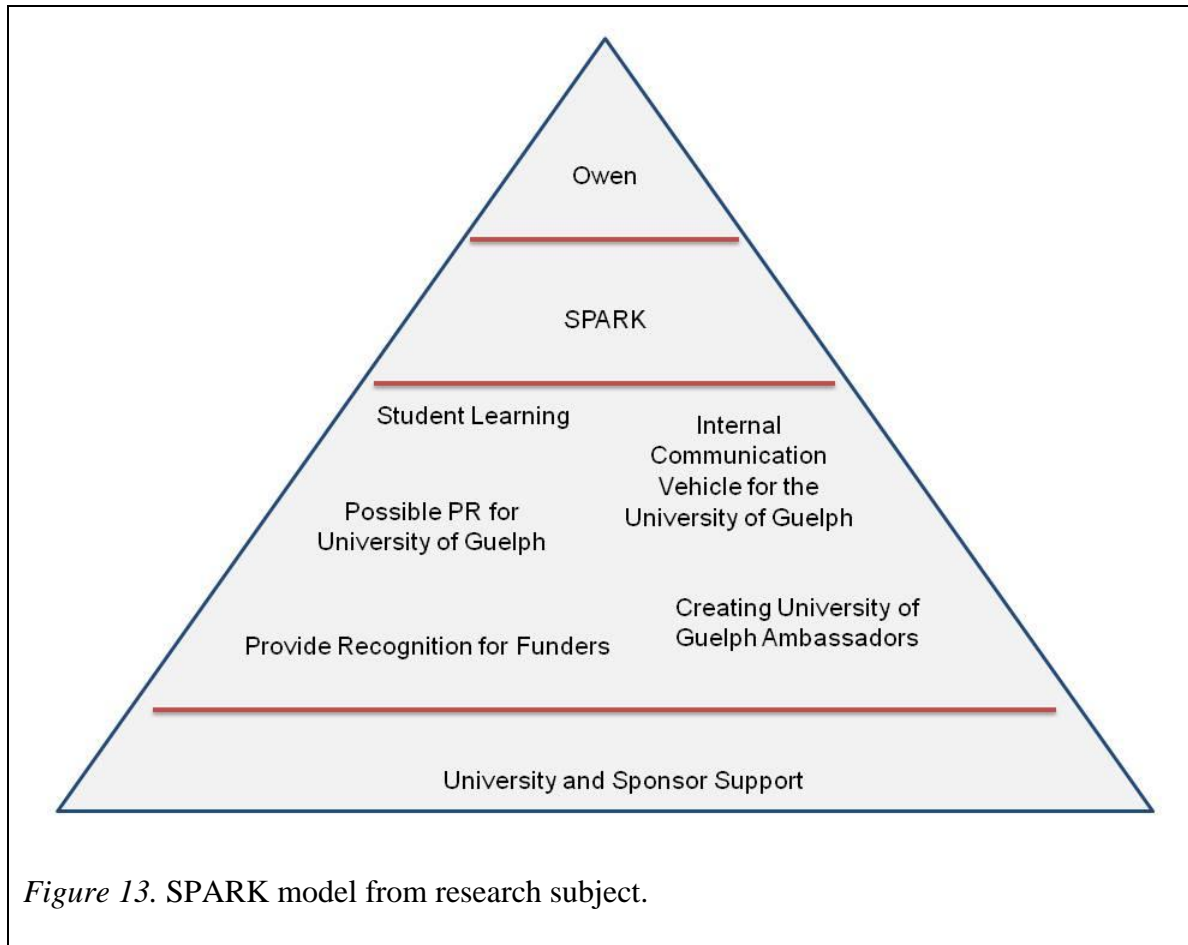 Owen
SPARK
Student Learning
Internal
Communication
Vehicle for the
University of Guelph
Possible PR for
University of Guelph
Creating University of
Guelph Ambassadors
Provide Recognition for Funders
University and Sponsor Support
Figure 13. SPARK model from research subject.